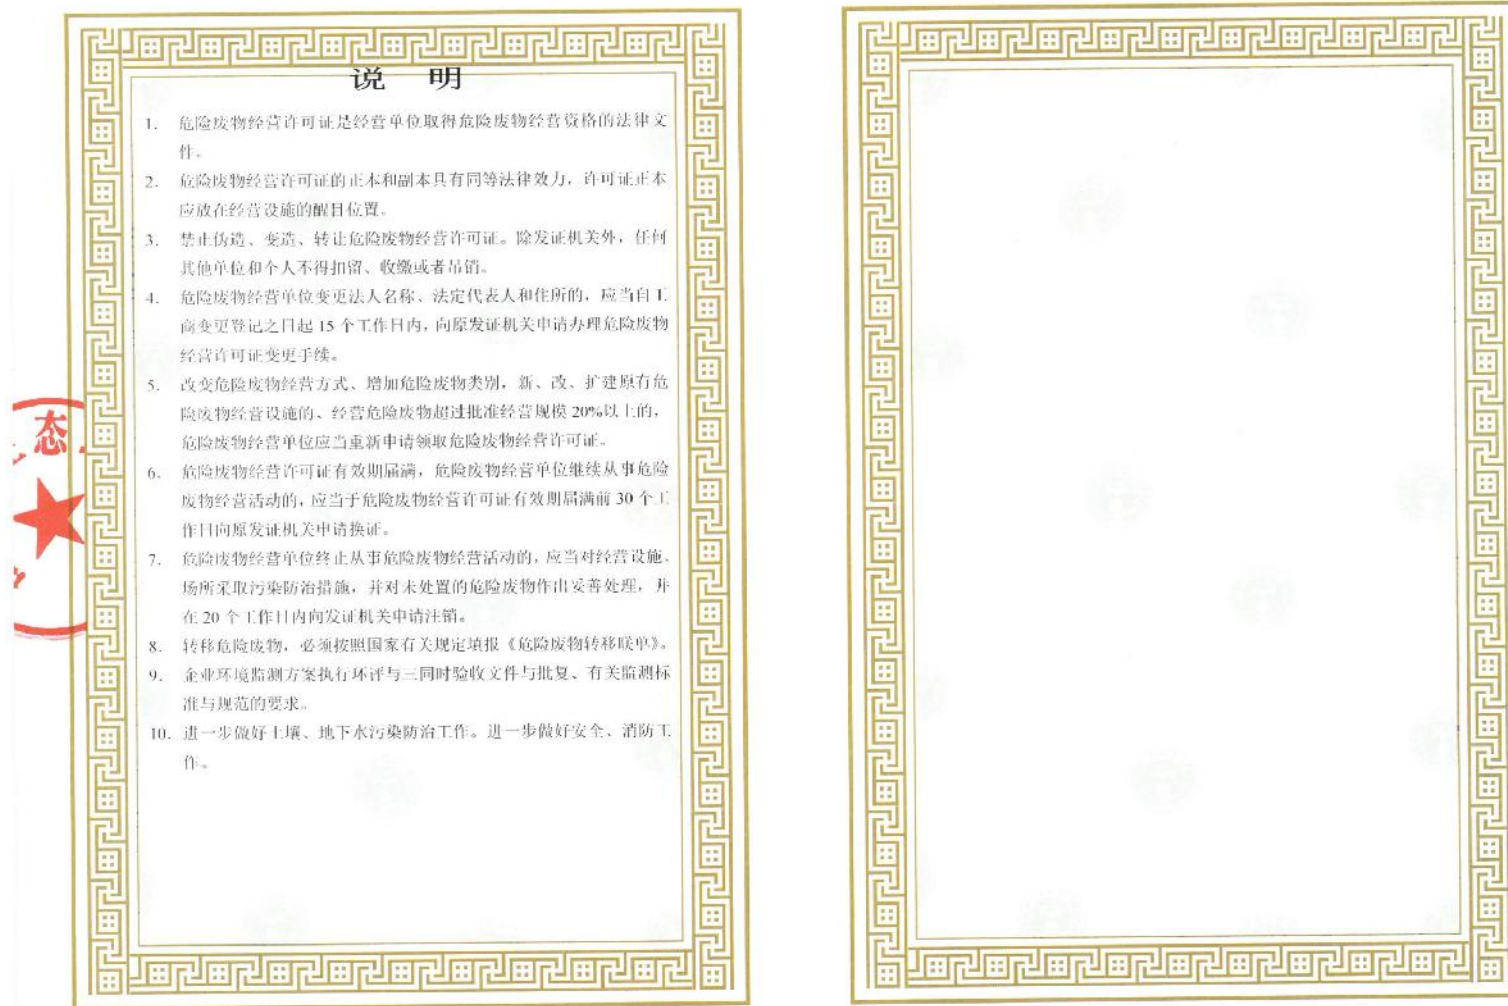 态
说 明
1. 危险废物经营许可证是经营单位取得危险废物经营资格的法律文
件。
2. 危险废物经营许可证的正本和副本具有同等法律效力，许可证正本
应放在经营设施的醒目位置。
3. 禁止伪造、变造、转让危险废物经营许可证。除发证机关外，任何
其他单位和个人不得扣留、收缴或者吊销。
4. 危险废物经营单位变更法人名称、法定代表人和住所的，应当自工
商变更登记之日起 15 个工作日内，向原发证机关申请办理危险废物
经营许可证变更手续。
5. 改变危险废物经营方式、增加危险废物类别，新、改、扩建原有危
险废物经营设施的、经营危险废物超过批准经营规模 20%以上的，
危险废物经营单位应当重新申请领取危险废物经营许可证。
6. 危险废物经营许可证有效期届满，危险废物经营单位继续从事危险
废物经营活动的，应当于危险废物经营许可证有效期届满前 30 个工
作日向原发证机关申请换证。
7. 危险废物经营单位终止从事危险废物经营活动的，应当对经营设施、
场所采取污染防治措施，并对未处置的危险废物作出妥善处理，并
在 20 个工作日内向发证机关申请注销。
8. 转移危险废物，必须按照国家有关规定填报《危险废物转移联单》。
9. 企业环境监测方案执行环评与三同时验收文件与批复、有关监测标
准与规范的要求。
10. 进一步做好土壤、地下水污染防治工作。进一步做好安全、消防工
作。